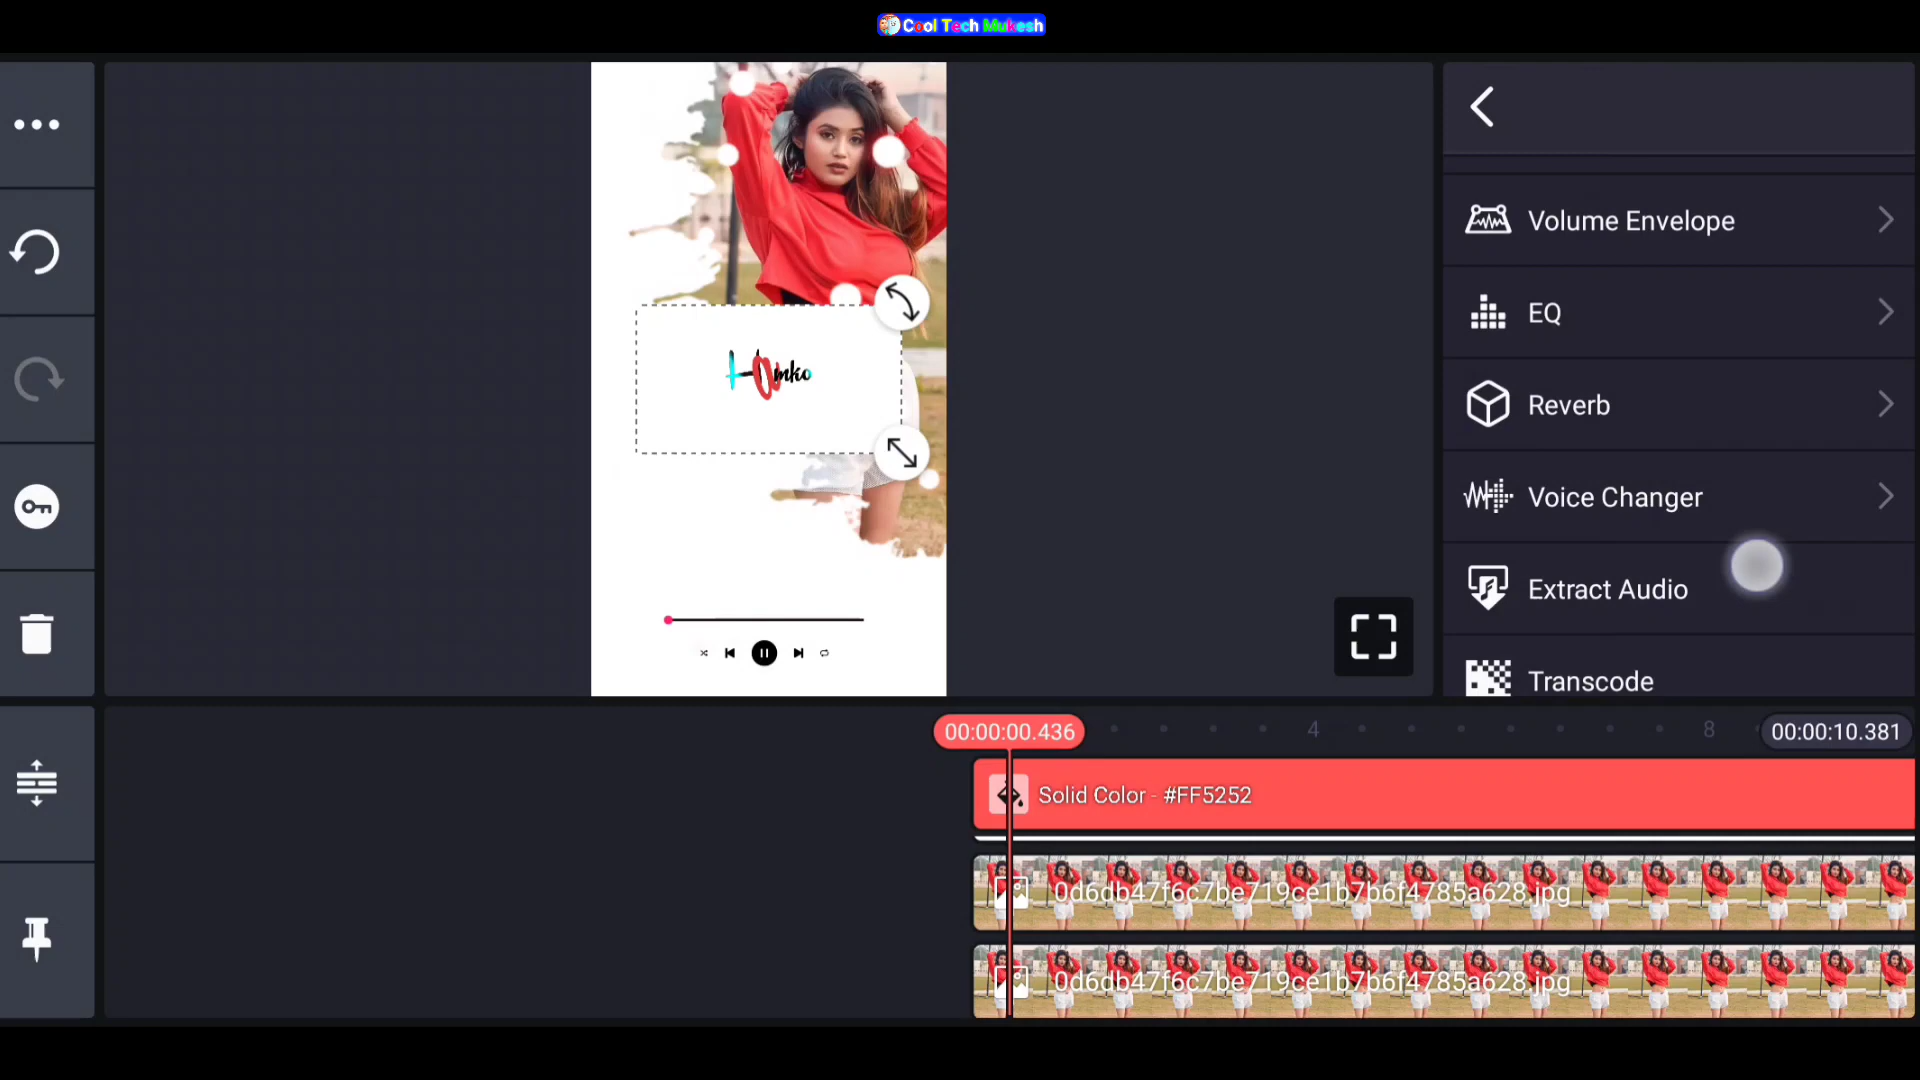 Cool Tech Mukesh
Volume Envelope
EQ
Reverb
Voice Changer
Extract Audio
Transcode
Hamko
00:00:00.436
4
8
00:00:10.381
Solid Color - #FF5252
0d6db47f6c7be719ce1b7b6f4785a628.jpg
0d6db47f6c7be719ce1b7b6f4785a628.jpg